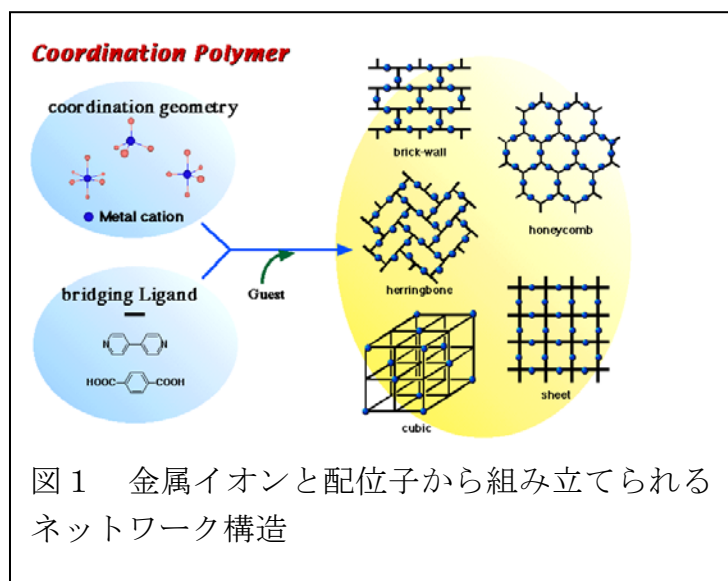 Coordination Polymer
coordination geometry
Metal cation
bridging Ligand
N N
HOOC COOH
Guest
brick-wall
honeycomb
herringbone
sheet
cubic
図1 金属イオンと配位子から組み立てられる
ネットワーク構造